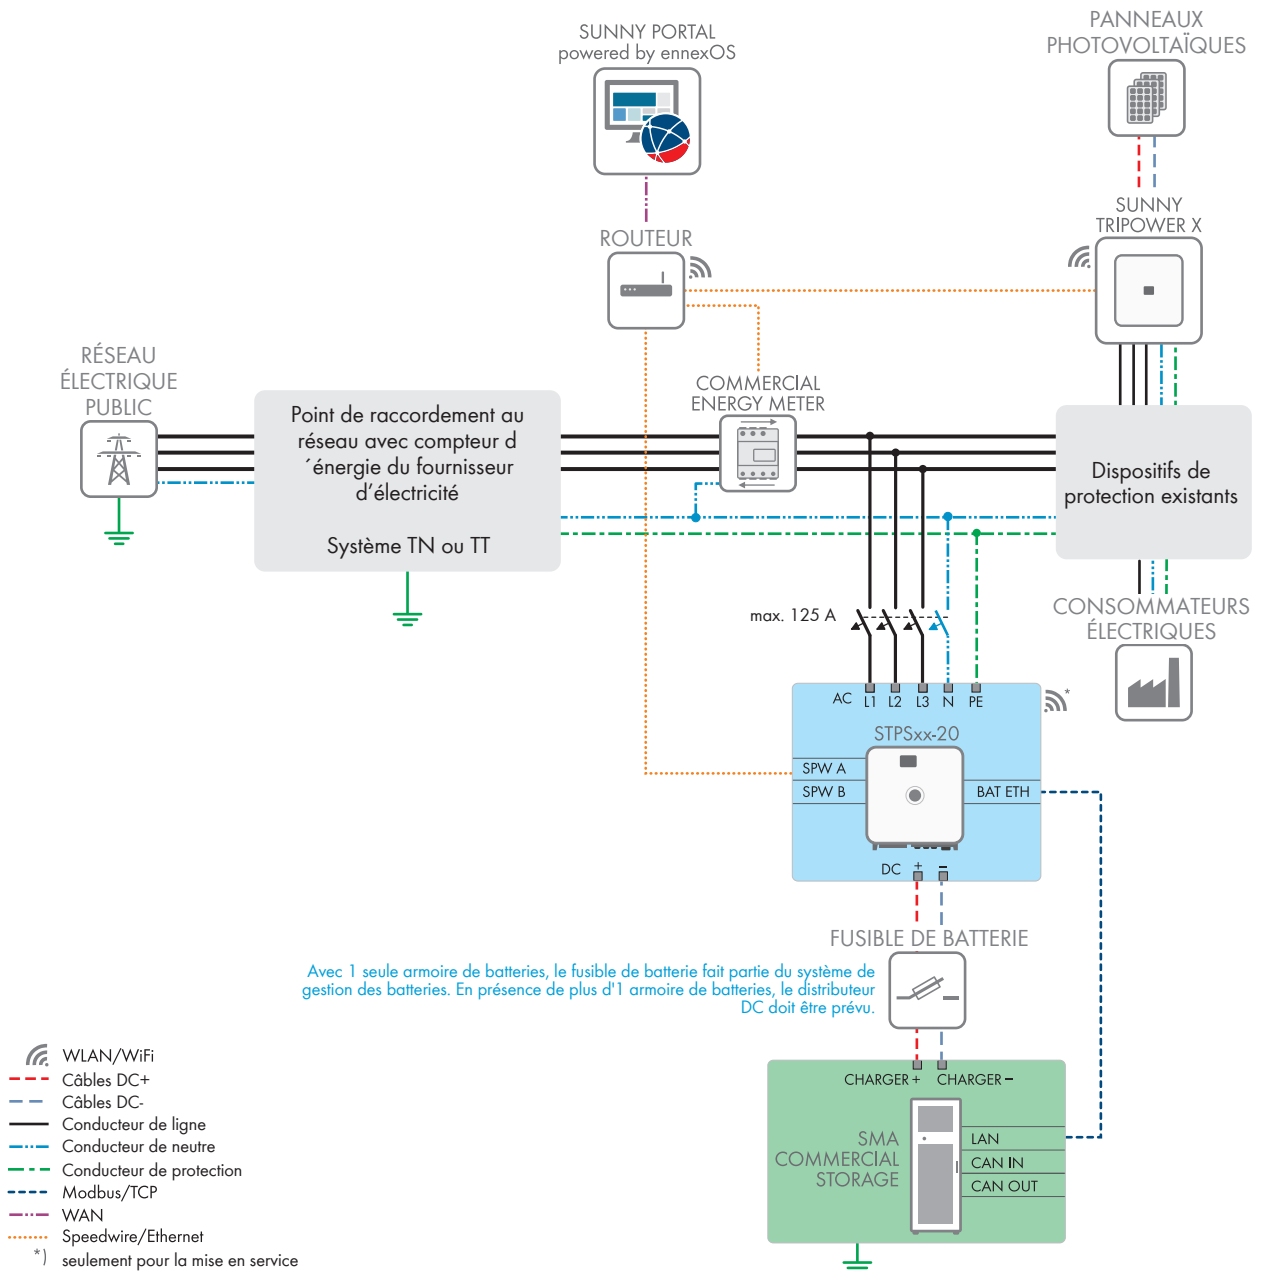 SUNNY PORTAL
powered by ennexOS
PANNEAUX
PHOTOVOLTAÏQUES
SUNNY
TRIPOWER X
ROUTEUR
RÉSEAU
ÉLECTRIQUE
PUBLIC
Point de raccordement au
réseau avec compteur d
´énergie du fournisseur
d'électricité
Système TN ou TT
COMMERCIAL
ENERGY METER
Dispositifs de
protection existants
max. 125 A
CONSOMMATEURS
ÉLECTRIQUES
AC L1 L2 L3 N PE
*
STPSxx-20
SPW A
SPW B
BAT ETH
DC + −
FUSIBLE DE BATTERIE
Avec 1 seule armoire de batteries, le fusible de batterie fait partie du système de
gestion des batteries. En présence de plus d'1 armoire de batteries, le distributeur
DC doit être prévu.
CHARGER + CHARGER −
SMA
COMMERCIAL
STORAGE
LAN
CAN IN
CAN OUT
WLAN/WiFi
Câbles DC+
Câbles DC-
Conducteur de ligne
Conducteur de neutre
Conducteur de protection
Modbus/TCP
WAN
Speedwire/Ethernet
*) seulement pour la mise en service